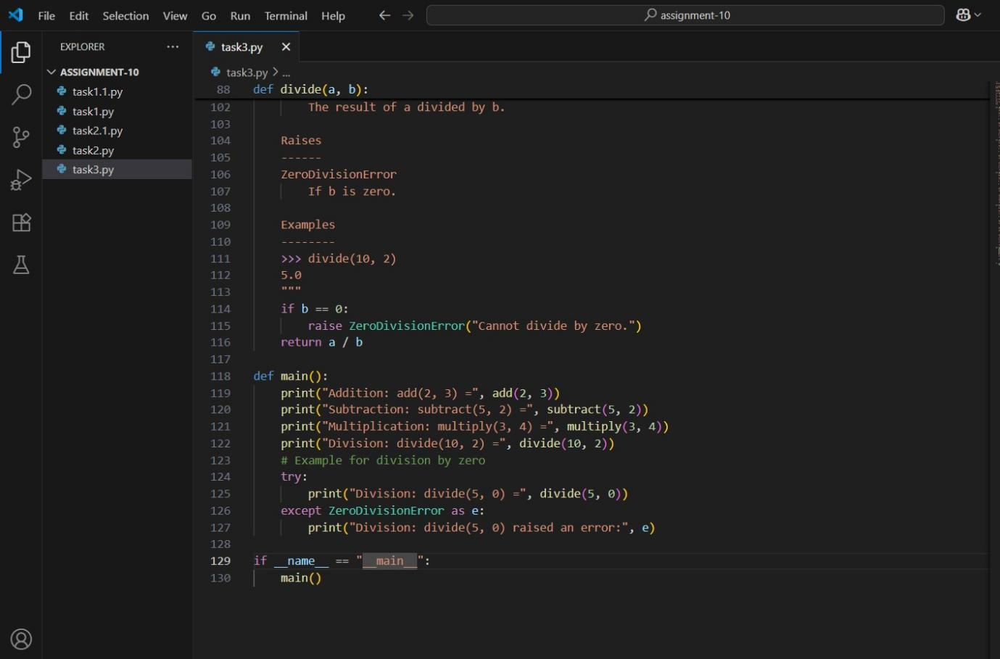 File Edit Selection View Go Run Terminal Help
assignment-10
EXPLORER
ASSIGNMENT-10
task1.1.py
task1.py
task2.1.py
task2.py
task3.py
task3.py
task3.py > ...
88 def divide(a, b):
102 The result of a divided by b.
103
104 Raises
105 ------
106 ZeroDivisionError
107 If b is zero.
108
109 Examples
110 --------
111 >>> divide(10, 2)
112 5.0
113 """
114 if b == 0:
115 raise ZeroDivisionError("Cannot divide by zero.")
116 return a / b
117
118 def main():
119 print("Addition: add(2, 3) =", add(2, 3))
120 print("Subtraction: subtract(5, 2) =", subtract(5, 2))
121 print("Multiplication: multiply(3, 4) =", multiply(3, 4))
122 print("Division: divide(10, 2) =", divide(10, 2))
123 # Example for division by zero
124 try:
125 print("Division: divide(5, 0) =", divide(5, 0))
126 except ZeroDivisionError as e:
127 print("Division: divide(5, 0) raised an error:", e)
128
129 if __name__ == "__main__":
130 main()